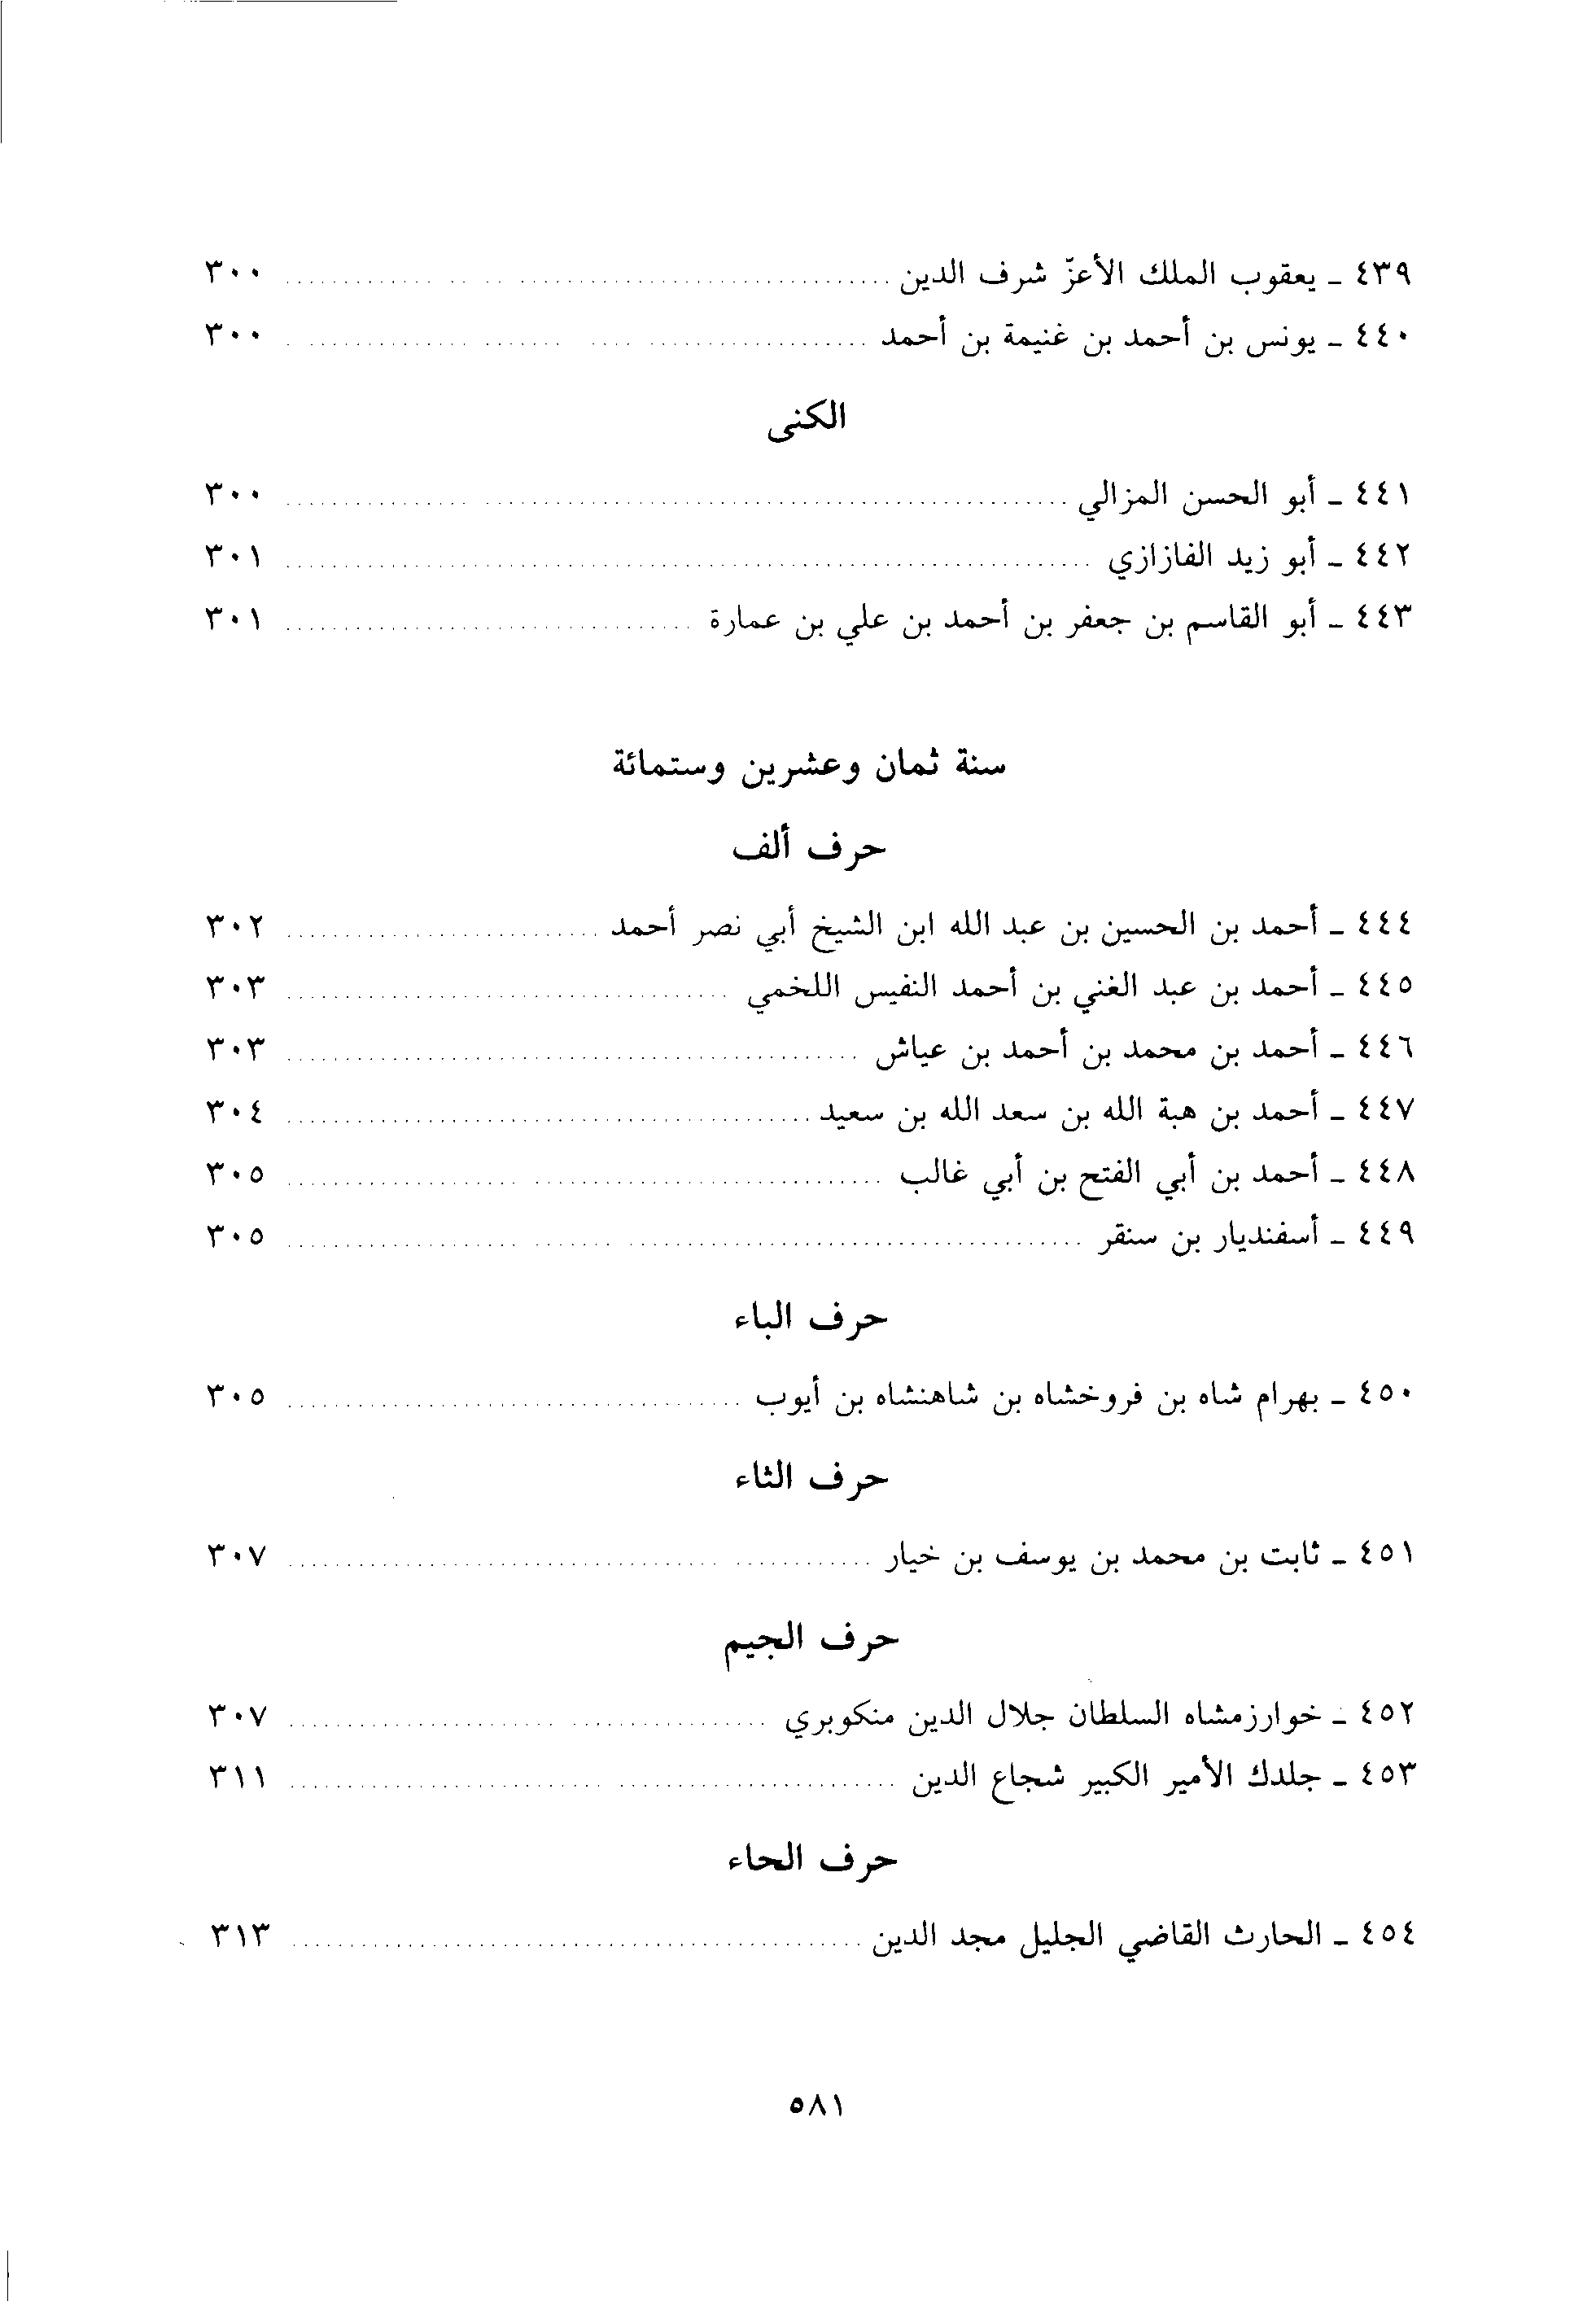 ٤٣٩ ـ يعقوب الملك الأعزّ شرف الدين ........ ٣٠٠
٤٤٠ ـ يونس بن أحمد بن غنيمة بن أحمد ........ ٣٠٠
الكنى
٤٤١ ـ أبو الحسن المزالي ........ ٣٠٠
٤٤٢ ـ أبو زيد الفازازي ........ ٣٠١
٤٤٣ ـ أبو القاسم بن جعفر بن أحمد بن علي بن عمارة ........ ٣٠١
سنة ثمان وعشرين وستمائة
حرف ألف
٤٤٤ ـ أحمد بن الحسين بن عبد الله ابن الشيخ أبي نصر أحمد ........ ٣٠٢
٤٤٥ ـ أحمد بن عبد الغني بن أحمد النفيس اللخمي ........ ٣٠٣
٤٤٦ ـ أحمد بن محمد بن أحمد بن عياش ........ ٣٠٣
٤٤٧ ـ أحمد بن هبة الله بن سعد الله بن سعيد ........ ٣٠٤
٤٤٨ ـ أحمد بن أبي الفتح بن أبي غالب ........ ٣٠٥
٤٤٩ ـ أسفنديار بن سنقر ........ ٣٠٥
حرف الباء
٤٥٠ ـ بهرام شاه بن فروخشاه بن شاهنشاه بن أيوب ........ ٣٠٥
حرف الثاء
٤٥١ ـ ثابت بن محمد بن يوسف بن خيار ........ ٣٠٧
حرف الجيم
٤٥٢ ـ خوارزمشاه السلطان جلال الدين منكوبري ........ ٣٠٧
٤٥٣ ـ جلدك الأمير الكبير شجاع الدين ........ ٣١١
حرف الحاء
٤٥٤ ـ الحارث القاضي الجليل مجد الدين ........ ٣١٣
٥٨١